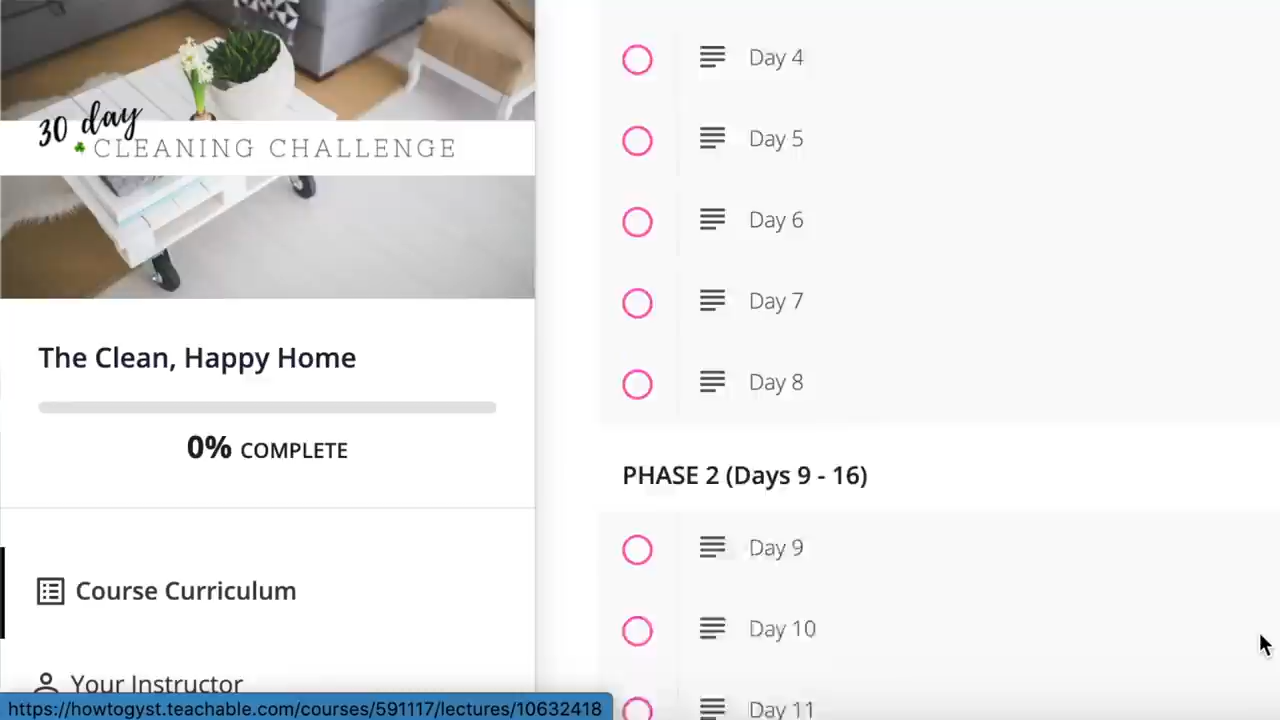 30 day
CLEANING CHALLENGE
The Clean, Happy Home
0% COMPLETE
Course Curriculum
Your Instructor
Day 4
Day 5
Day 6
Day 7
Day 8
PHASE 2 (Days 9 - 16)
Day 9
Day 10
Day 11
https://howtogyst.teachable.com/courses/591117/lectures/10632418